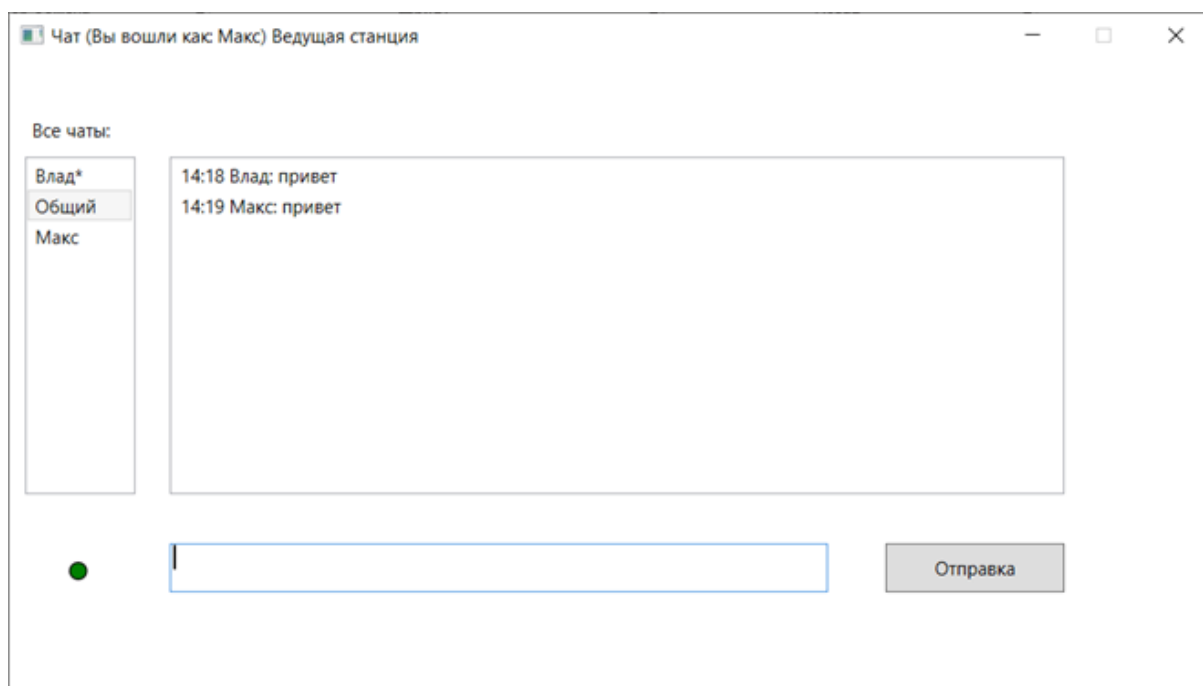 Чат (Вы вошли как: Макс) Ведущая станция
Все чаты:
Влад*
Общий
Макс
14:18 Влад: привет
14:19 Макс: привет
Отправка